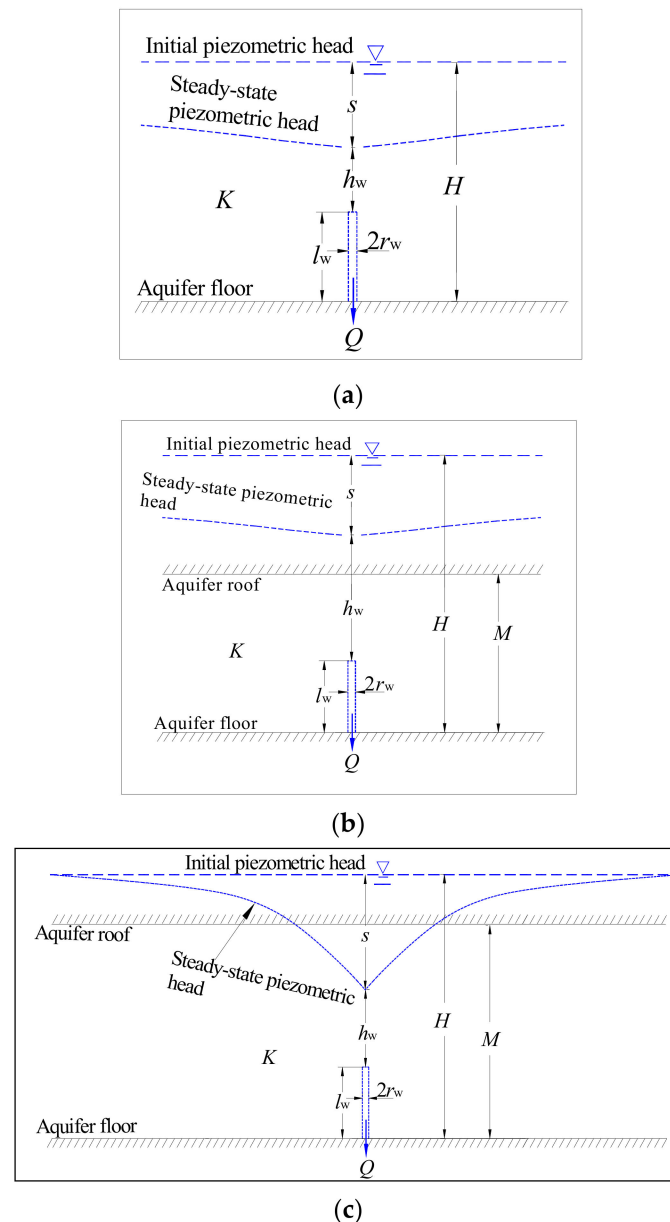 Initial piezometric head
Steady-state
piezometric head
s
hw
H
K
lw
2rw
Aquifer floor
Q
(a)
Initial piezometric head
Steady-state piezometric
head
s
Aquifer roof
hw
H
M
K
lw
2rw
Aquifer floor
Q
(b)
Initial piezometric head
Aquifer roof
s
Steady-state piezometric
head
H
M
hw
K
lw
2rw
Aquifer floor
Q
(c)